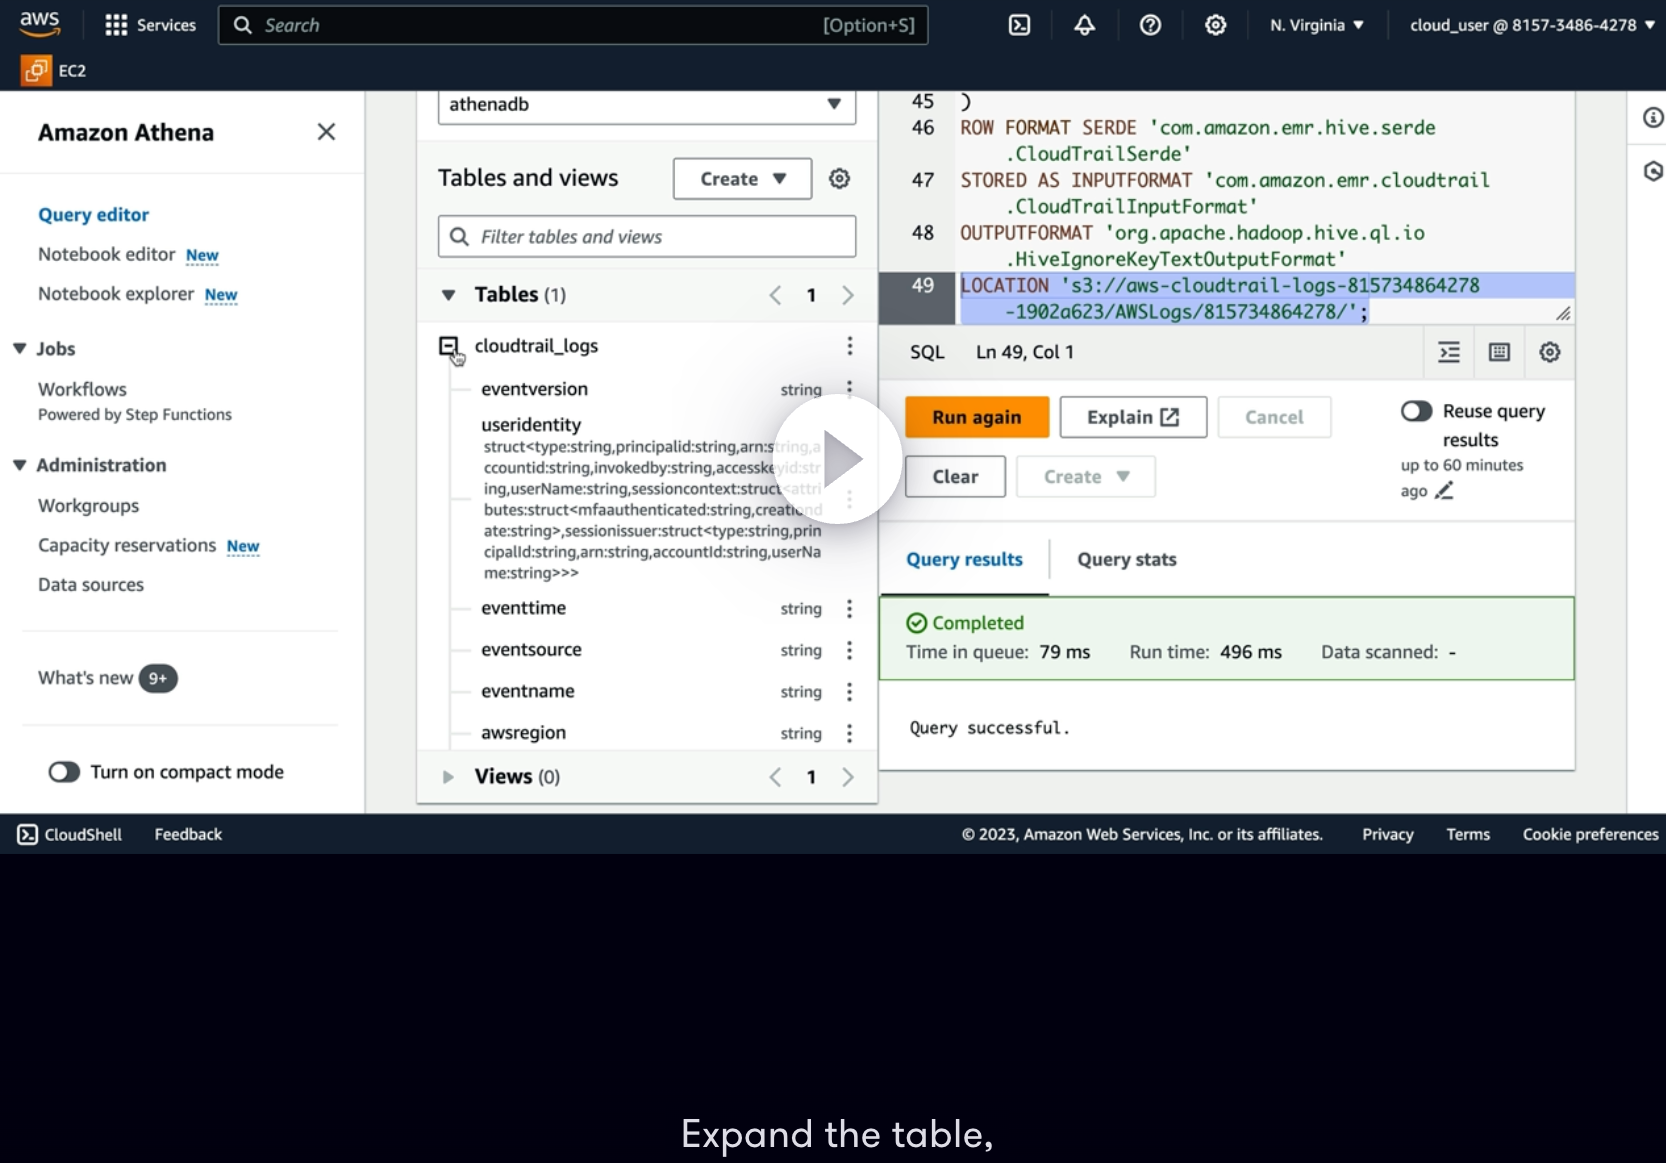 aws
Services
Search
[Option+S]
N. Virginia
cloud_user @ 8157-3486-4278
EC2
Amazon Athena
Query editor
Notebook editor New
Notebook explorer New
Jobs
Workflows
Powered by Step Functions
Administration
Workgroups
Capacity reservations New
Data sources
What's new 9+
Turn on compact mode
athenadb
Tables and views
Create
Filter tables and views
Tables (1)
1
cloudtrail_logs
eventversion string
useridentity
struct<type:string,principalid:string,arn:string,a
ccountid:string,invokedby:string,accesskeyid:str
ing,userName:string,sessioncontext:struct<attri
butes:struct<mfaauthenticated:string,creationd
ate:string>,sessionissuer:struct<type:string,prin
cipalId:string,arn:string,accountId:string,userNa
me:string>>>
eventtime string
eventsource string
eventname string
awsregion string
Views (0)
1
45 )
46 ROW FORMAT SERDE 'com.amazon.emr.hive.serde
.CloudTrailSerde'
47 STORED AS INPUTFORMAT 'com.amazon.emr.cloudtrail
.CloudTrailInputFormat'
48 OUTPUTFORMAT 'org.apache.hadoop.hive.ql.io
.HiveIgnoreKeyTextOutputFormat'
49 LOCATION 's3://aws-cloudtrail-logs-815734864278
-1902a623/AWSLogs/815734864278/';
SQL Ln 49, Col 1
Run again
Explain
Cancel
Reuse query
results
up to 60 minutes
ago
Clear
Create
Query results
Query stats
Completed
Time in queue: 79 ms Run time: 496 ms Data scanned: -
Query successful.
CloudShell
Feedback
© 2023, Amazon Web Services, Inc. or its affiliates.
Privacy
Terms
Cookie preferences
Expand the table,